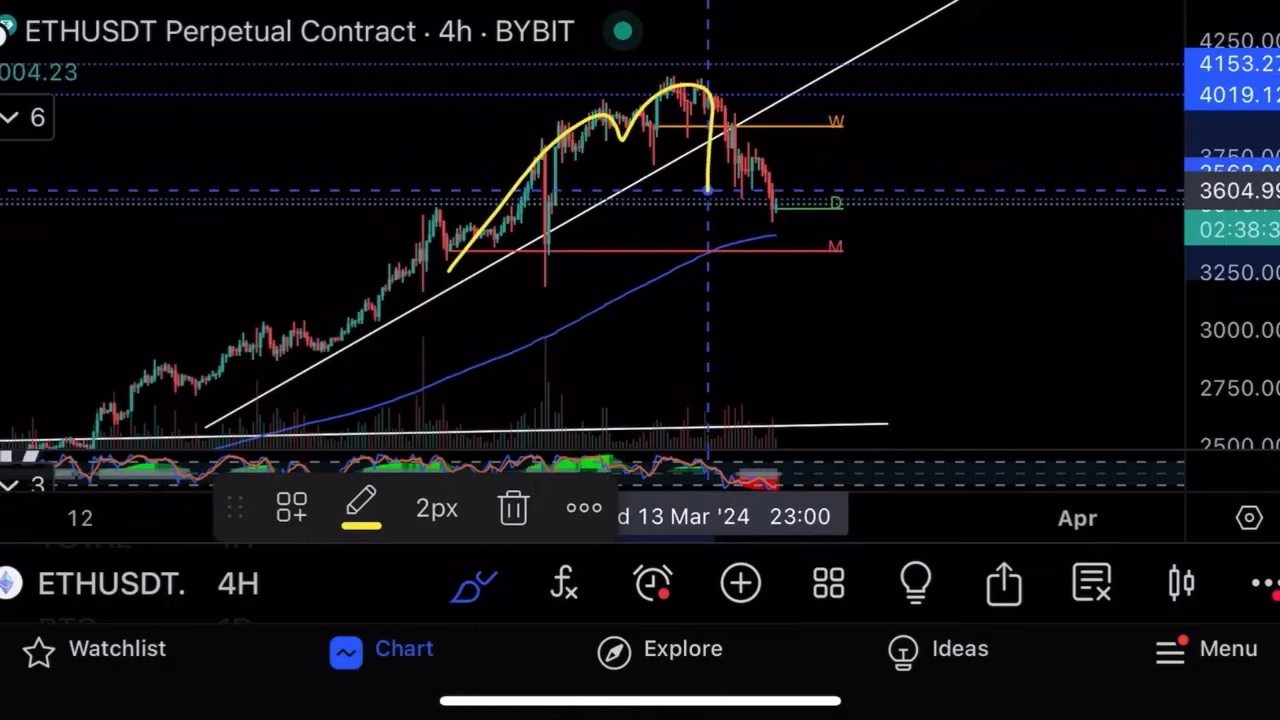 ETHUSDT Perpetual Contract · 4h · BYBIT
004.23
6
4250.00
4153.27
4019.12
W
3604.99
D
02:38:3
M
3250.00
3000.00
2750.00
2500.00
3
2px
d 13 Mar '24 23:00
12
Apr
ETHUSDT. 4H
Watchlist
Chart
Explore
Ideas
Menu